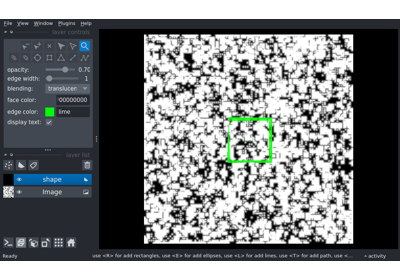 File View Window Plugins Help
layer controls
opacity: 0.70
edge width: 1
blending: translucen
face color: 00000000
edge color: lime
display text:
layer list
shape
Image
Ready use <R> for add rectangles, use <E> for add ellipses, use <L> for add lines, use <T> for add path, use <... activity